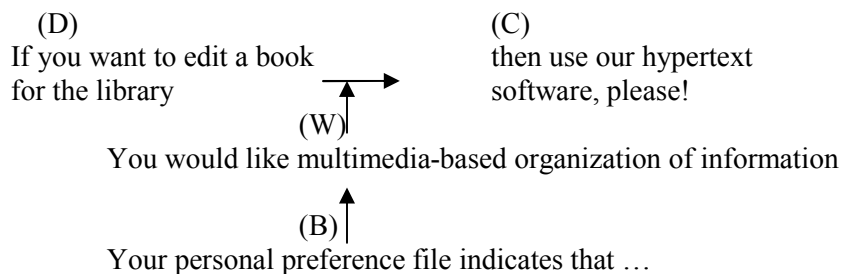 (D) (C)
If you want to edit a book then use our hypertext
for the library software, please!
(W)
You would like multimedia-based organization of information
(B)
Your personal preference file indicates that …